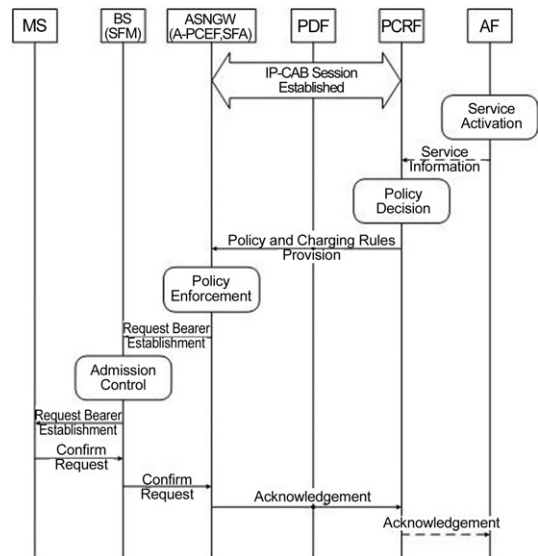 MS
BS
(SFM)
ASNGW
(A-PCEF,SFA)
PDF
PCRF
AF
IP-CAB Session
Established
Service
Activation
Service
Information
Policy
Decision
Policy and Charging Rules
Provision
Policy
Enforcement
Request Bearer
Establishment
Admission
Control
Request Bearer
Establishment
Confirm
Request
Confirm
Request
Acknowledgement
Acknowledgement